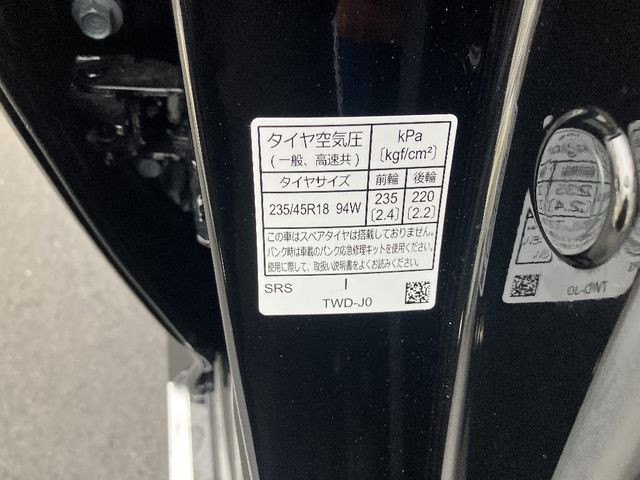 タイヤ空気圧 kPa
(一般、高速共) [kgf/cm²]
タイヤサイズ 前輪 後輪
235/45R18 94W 235 220
[2.4] [2.2]
この車はスペアタイヤは搭載しておりません。
パンク時は車載のパンク応急修理キットを使用ください。
使用に際して、取扱い説明書をよくお読みください。
SRS I
TWD-J0